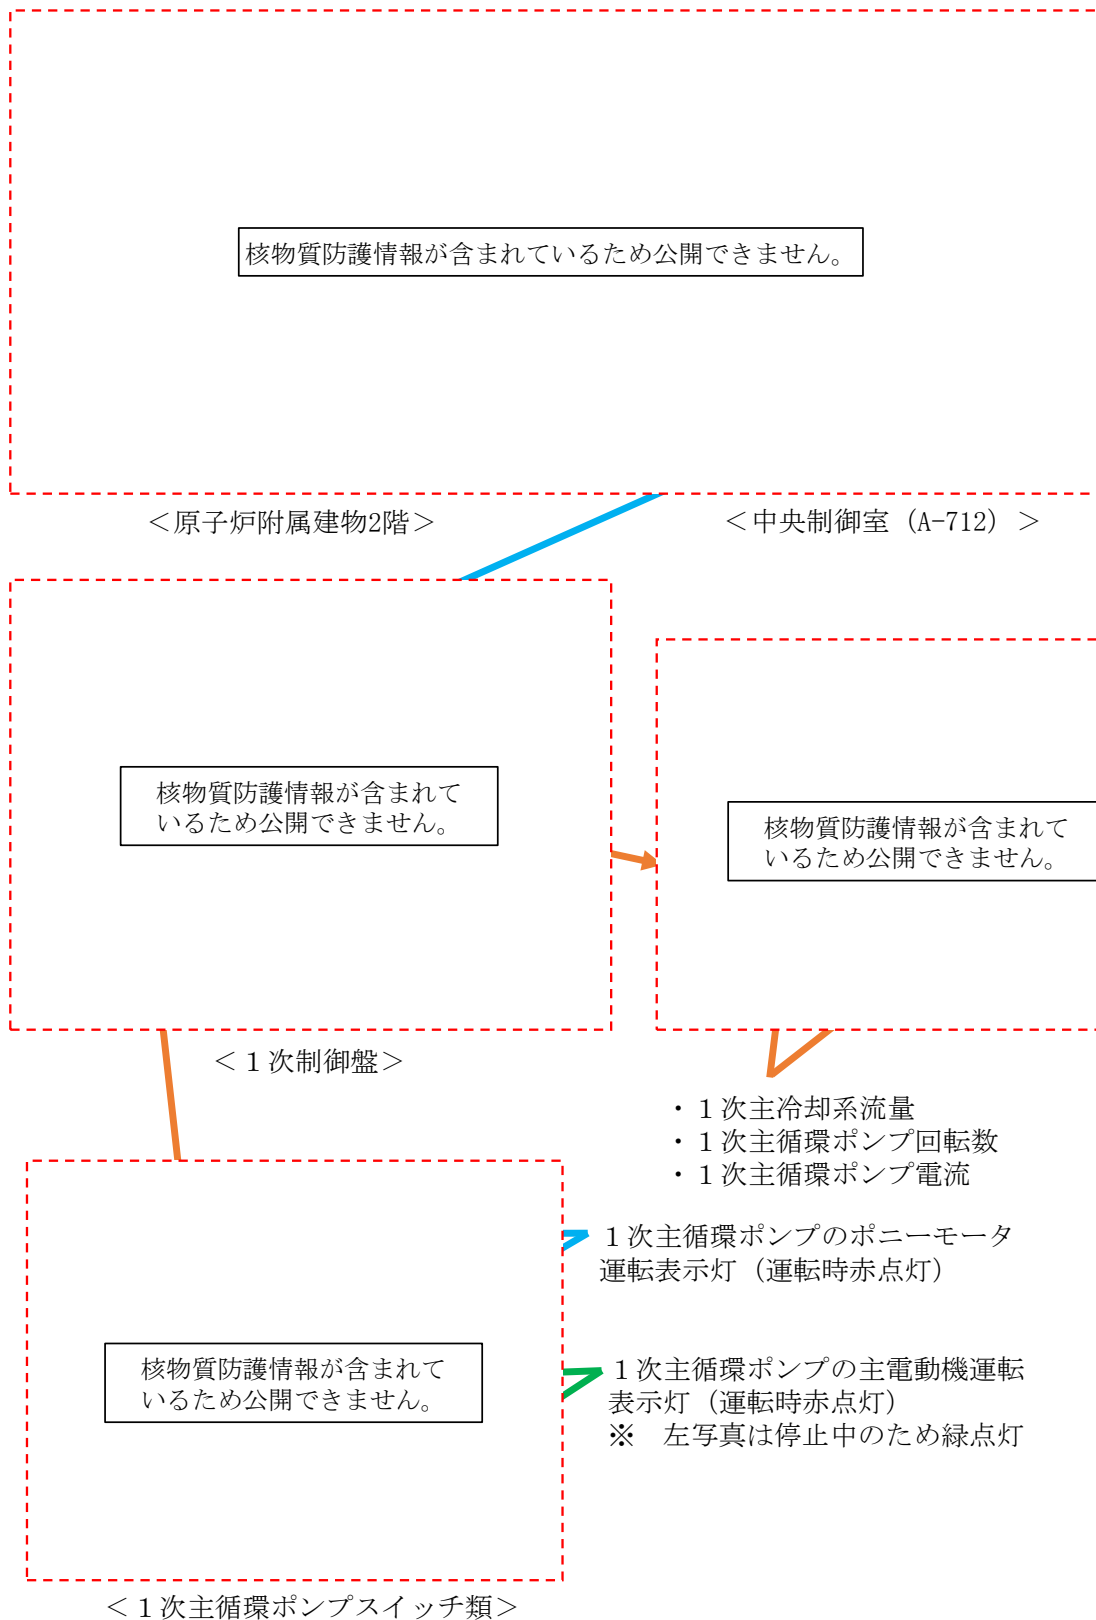 核物質防護情報が含まれているため公開できません。
＜原子炉附属建物2階＞
＜中央制御室（A-712）＞
核物質防護情報が含まれて
いるため公開できません。
核物質防護情報が含まれて
いるため公開できません。
＜１次制御盤＞
・１次主冷却系流量
・１次主循環ポンプ回転数
・１次主循環ポンプ電流
１次主循環ポンプのポニーモータ
運転表示灯（運転時赤点灯）
核物質防護情報が含まれて
いるため公開できません。
１次主循環ポンプの主電動機運転
表示灯（運転時赤点灯）
※　左写真は停止中のため緑点灯
＜１次主循環ポンプスイッチ類＞